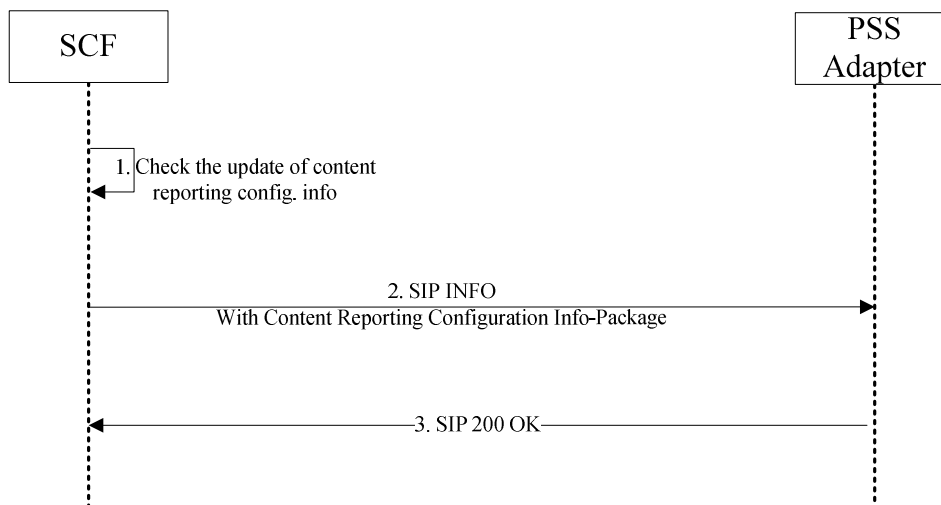 SCF
PSS
Adapter
1. Check the update of content
reporting config. info
2. SIP INFO
With Content Reporting Configuration Info-Package
3. SIP 200 OK